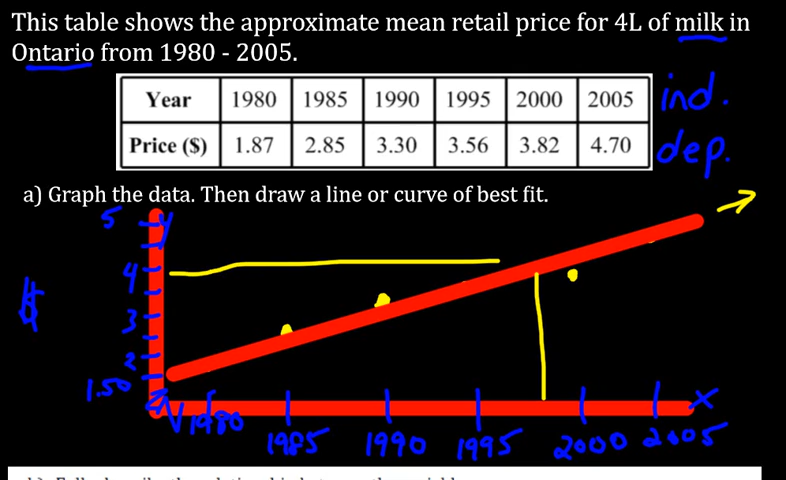 This table shows the approximate mean retail price for 4L of milk in
Ontario from 1980 - 2005.
Year 1980 1985 1990 1995 2000 2005 ind.
Price ($) 1.87 2.85 3.30 3.56 3.82 4.70 dep.
a) Graph the data. Then draw a line or curve of best fit.
5 y
4
$ 3
2
1.50
x
1980 1985 1990 1995 2000 2005